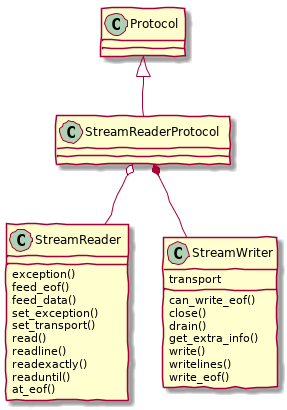 C Protocol
C StreamReaderProtocol
C StreamReader
exception()
feed_eof()
feed_data()
set_exception()
set_transport()
read()
readline()
readexactly()
readuntil()
at_eof()
C StreamWriter
transport
can_write_eof()
close()
drain()
get_extra_info()
write()
writelines()
write_eof()